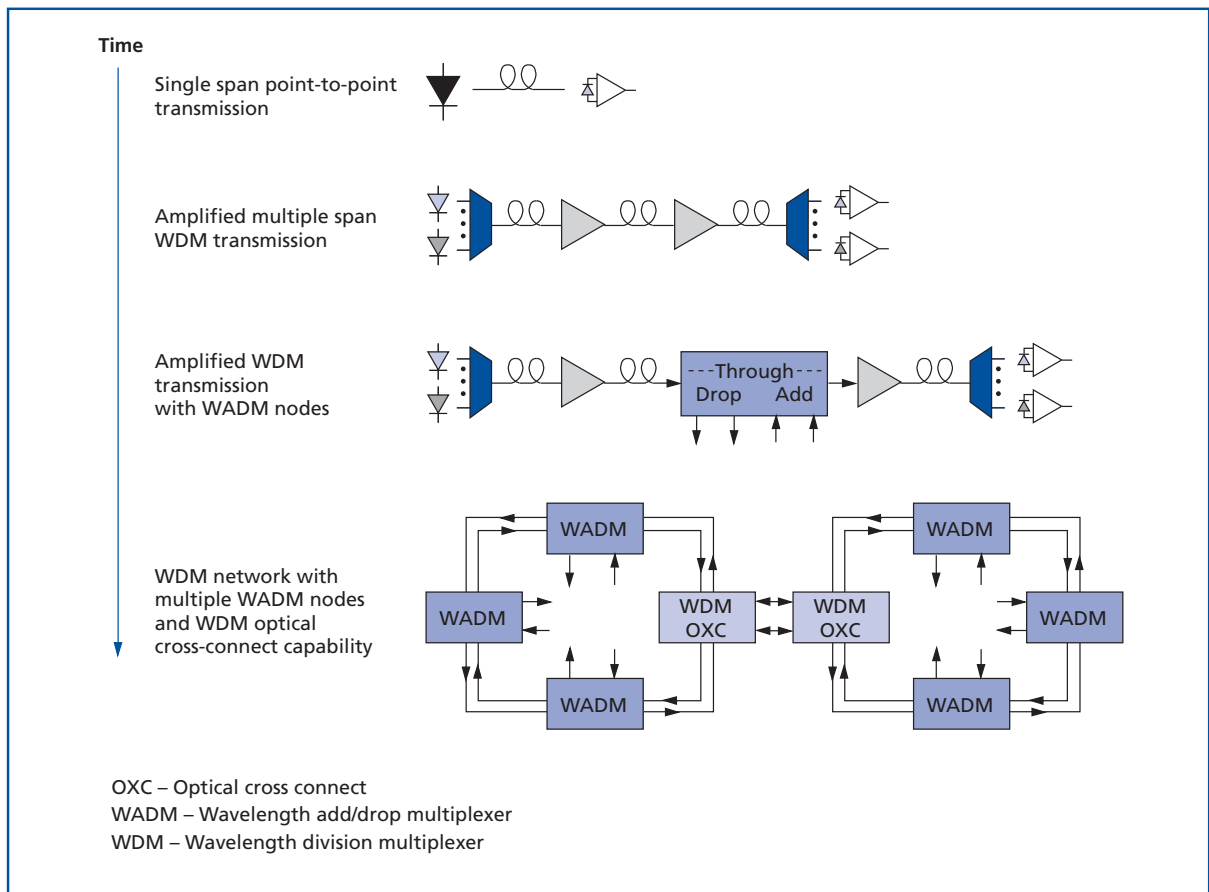 Time
Single span point-to-point
transmission
Amplified multiple span
WDM transmission
Amplified WDM
transmission
with WADM nodes
---Through---
Drop Add
WDM network with
multiple WADM nodes
and WDM optical
cross-connect capability
WADM
WADM
WADM
WDM
OXC
WDM
OXC
WADM
WADM
WADM
OXC – Optical cross connect
WADM – Wavelength add/drop multiplexer
WDM – Wavelength division multiplexer